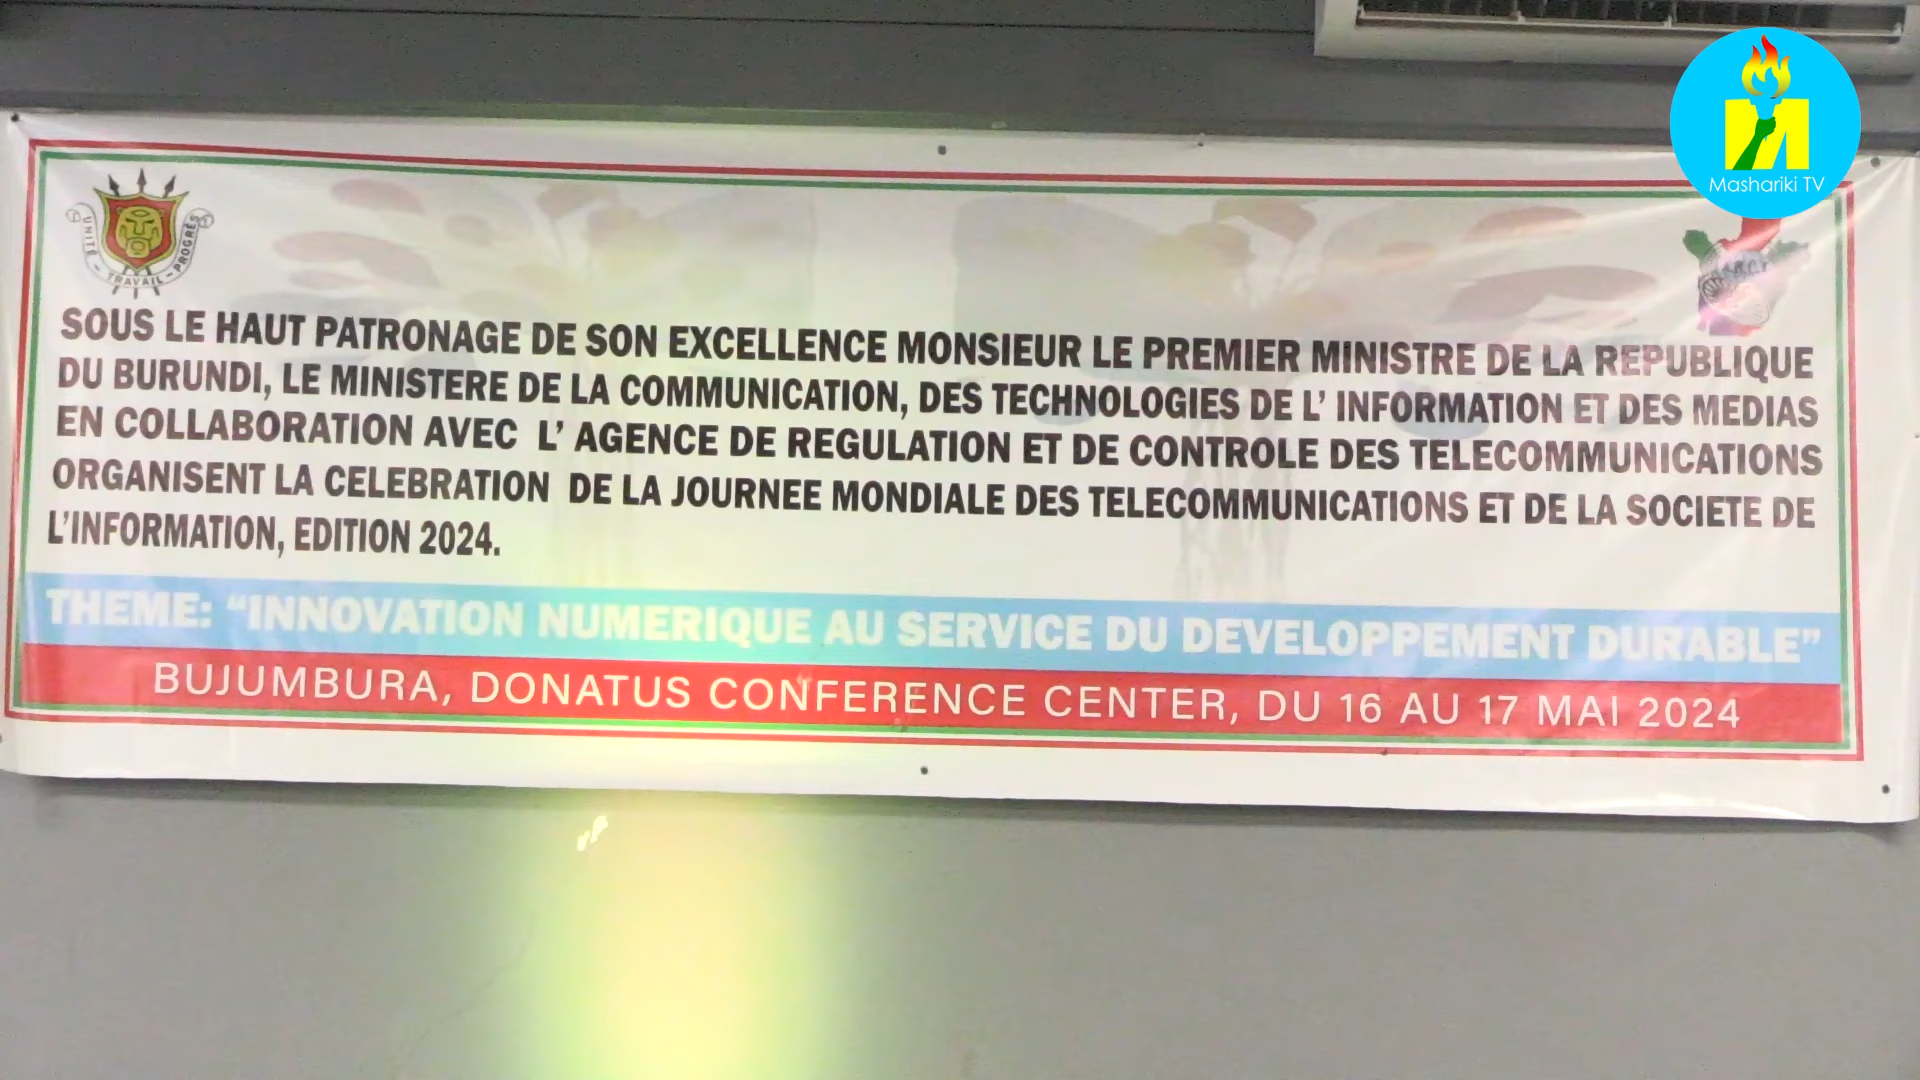 Mashariki TV
UNITE - TRAVAIL - PROGRÈS
SOUS LE HAUT PATRONAGE DE SON EXCELLENCE MONSIEUR LE PREMIER MINISTRE DE LA REPUBLIQUE
DU BURUNDI, LE MINISTERE DE LA COMMUNICATION, DES TECHNOLOGIES DE L' INFORMATION ET DES MEDIAS
EN COLLABORATION AVEC L' AGENCE DE REGULATION ET DE CONTROLE DES TELECOMMUNICATIONS
ORGANISENT LA CELEBRATION DE LA JOURNEE MONDIALE DES TELECOMMUNICATIONS ET DE LA SOCIETE DE
L'INFORMATION, EDITION 2024.
THEME: “INNOVATION NUMERIQUE AU SERVICE DU DEVELOPPEMENT DURABLE”
BUJUMBURA, DONATUS CONFERENCE CENTER, DU 16 AU 17 MAI 2024